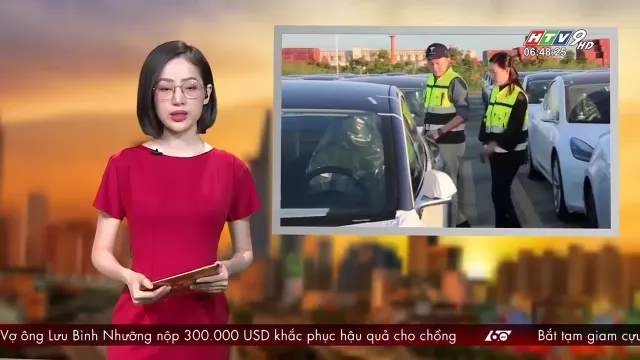 HTV9 HD
06:48:25
Vợ ông Lưu Bình Nhưỡng nộp 300.000 USD khắc phục hậu quả cho chồng
Bắt tạm giam cự